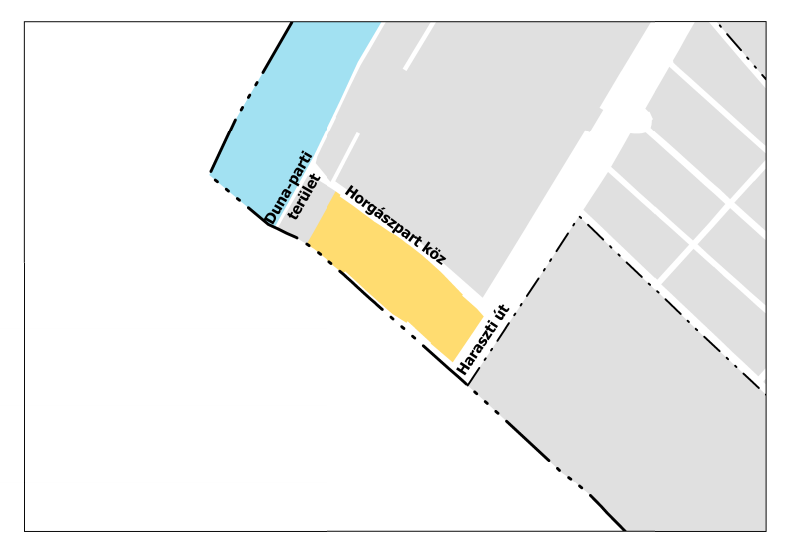 Duna-parti
terület
Horgászpart köz
Haraszti út